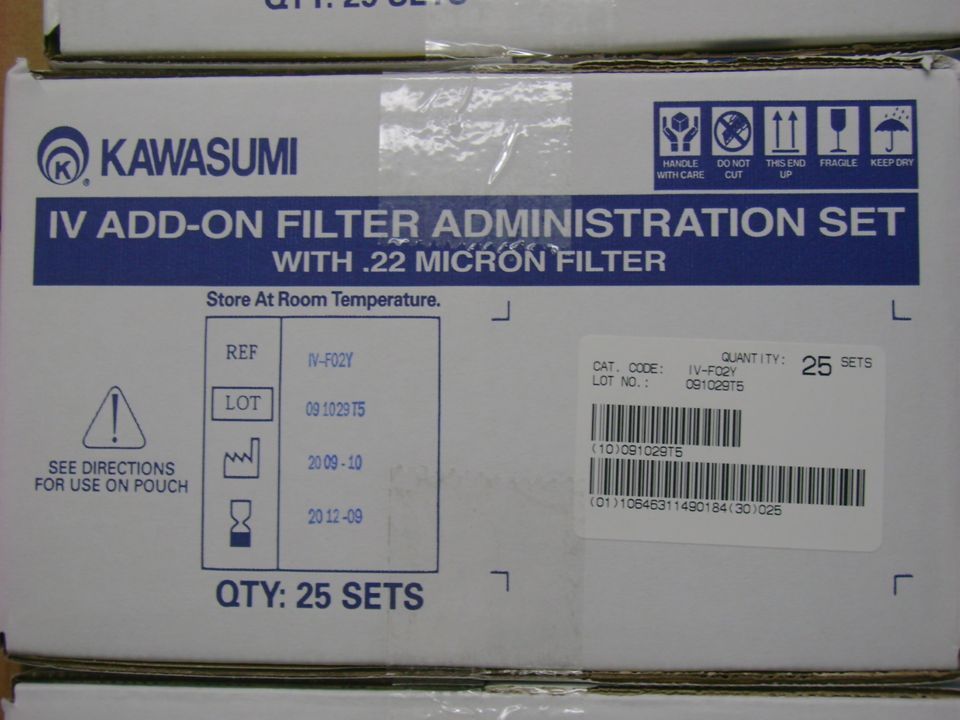 QTY: 25 SETS
KAWASUMI
K
HANDLE WITH CARE
DO NOT CUT
THIS END UP
FRAGILE
KEEP DRY
IV ADD-ON FILTER ADMINISTRATION SET
WITH .22 MICRON FILTER
Store At Room Temperature.
REF IV-F02Y
LOT 091029T5
2009-10
2012-09
SEE DIRECTIONS
FOR USE ON POUCH
QTY: 25 SETS
QUANTITY: 25 SETS
CAT. CODE: IV-F02Y
LOT NO.: 091029T5
(10)091029T5
(01)10646311490184(30)025